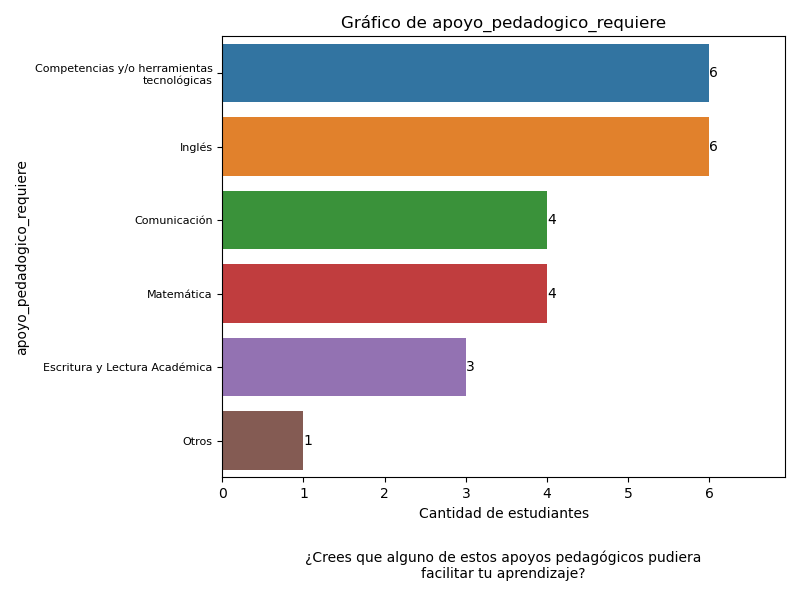 Gráfico de apoyo_pedadogico_requiere
Competencias y/o herramientas
tecnológicas
6
Inglés
6
Comunicación
4
Matemática
4
Escritura y Lectura Académica
3
Otros
1
apoyo_pedadogico_requiere
0 1 2 3 4 5 6
Cantidad de estudiantes
¿Crees que alguno de estos apoyos pedagógicos pudiera
facilitar tu aprendizaje?